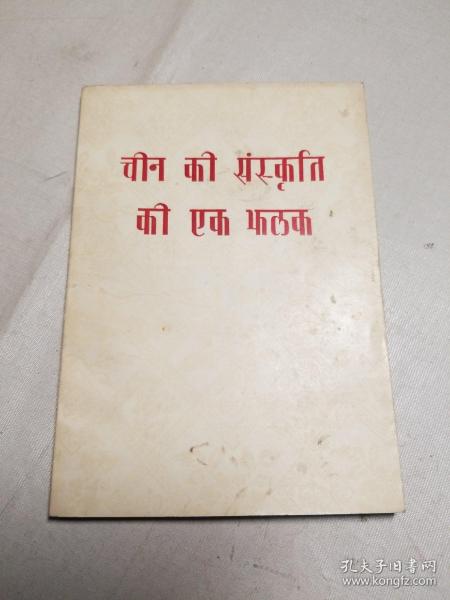 चीन की संस्कृति
की एक झलक
孔夫子旧书网
www.kongfz.com